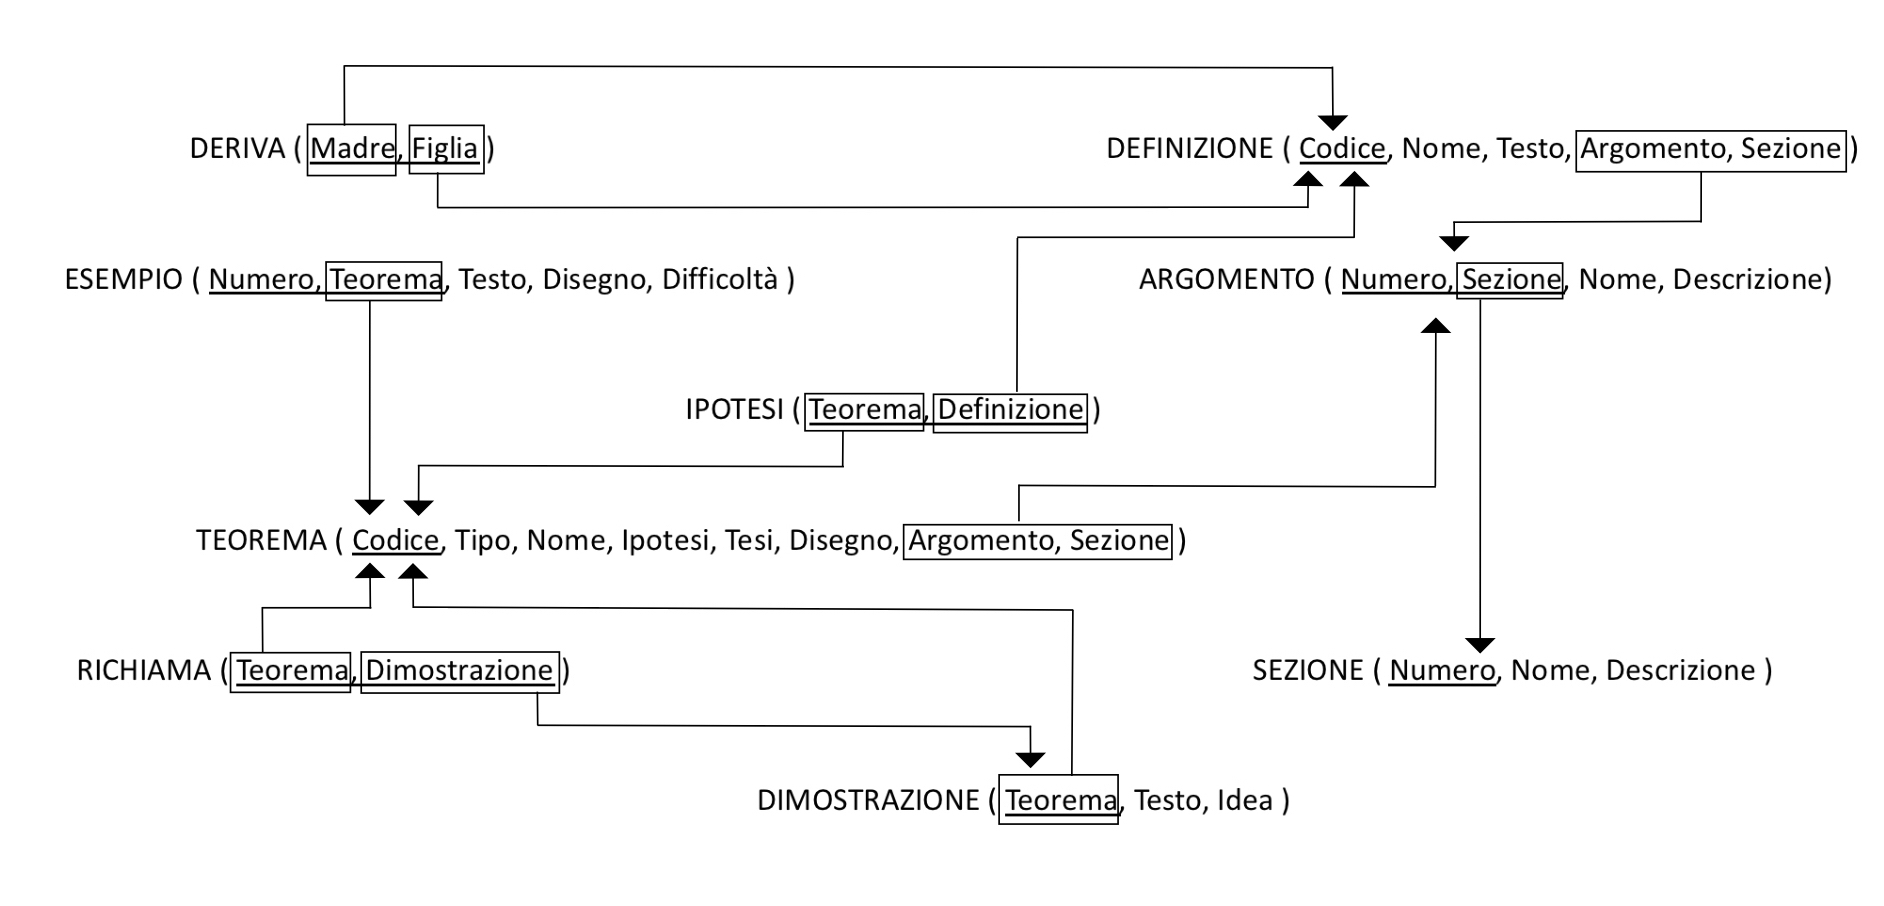 DERIVA ( Madre, Figlia )
DEFINIZIONE ( Codice, Nome, Testo, Argomento, Sezione )
ESEMPIO ( Numero, Teorema, Testo, Disegno, Difficoltà )
ARGOMENTO ( Numero, Sezione, Nome, Descrizione)
IPOTESI ( Teorema, Definizione )
TEOREMA ( Codice, Tipo, Nome, Ipotesi, Tesi, Disegno, Argomento, Sezione )
RICHIAMA ( Teorema, Dimostrazione )
SEZIONE ( Numero, Nome, Descrizione )
DIMOSTRAZIONE ( Teorema, Testo, Idea )